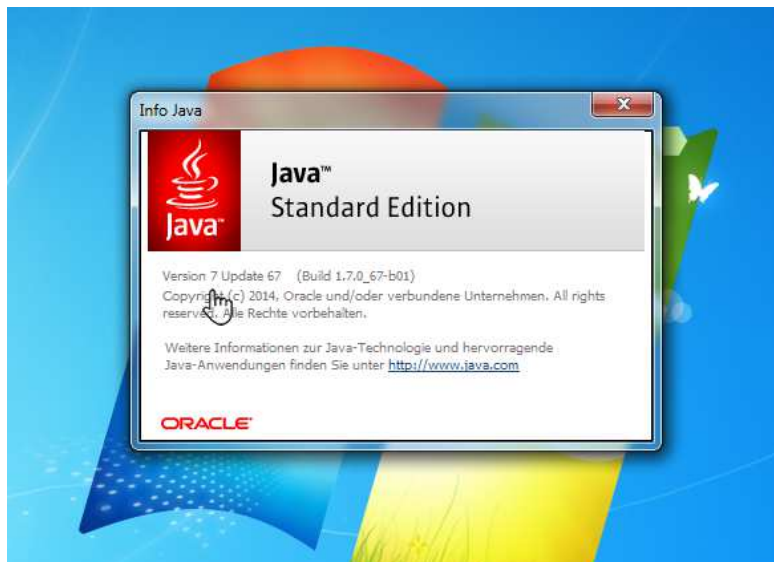 Info Java
Java™
Java™
Standard Edition
Version 7 Update 67 (Build 1.7.0_67-b01)
Copyright (c) 2014, Oracle und/oder verbundene Unternehmen. All rights
reserved. Alle Rechte vorbehalten.
Weitere Informationen zur Java-Technologie und hervorragende
Java-Anwendungen finden Sie unter http://www.java.com
ORACLE